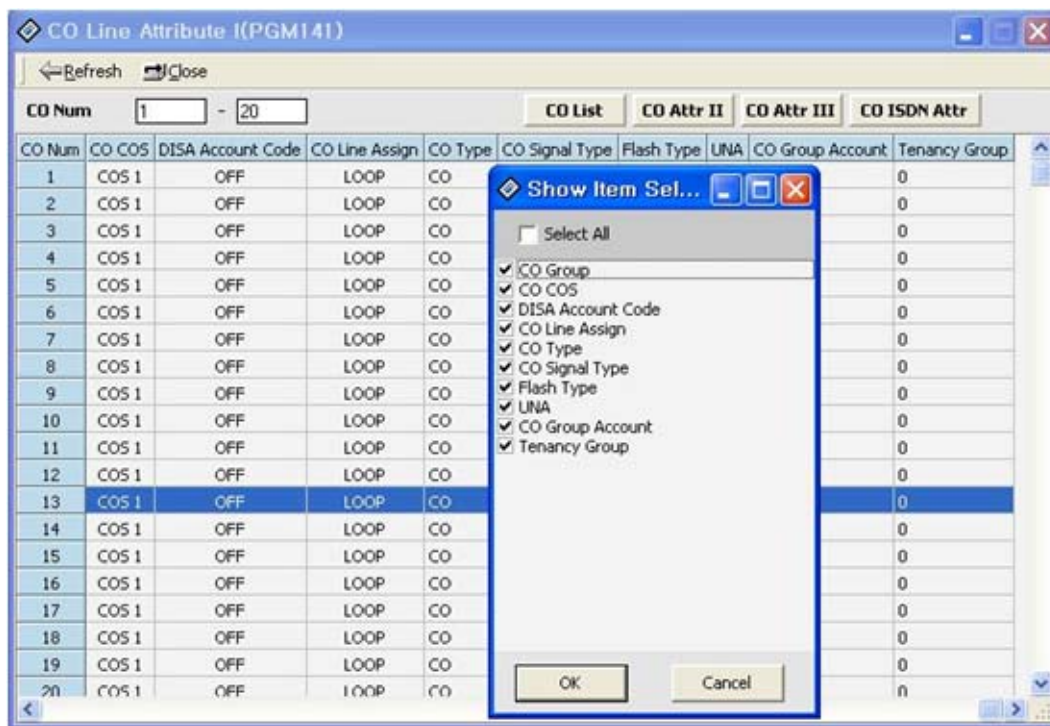 CO Line Attribute I(PGM141)
Refresh Close
CO Num 1 - 20 CO List CO Attr II CO Attr III CO ISDN Attr
CO Num CO COS DISA Account Code CO Line Assign CO Type CO Signal Type Flash Type UNA CO Group Account Tenancy Group
1 COS 1 OFF LOOP CO 0
2 COS 1 OFF LOOP CO 0
3 COS 1 OFF LOOP CO 0
4 COS 1 OFF LOOP CO 0
5 COS 1 OFF LOOP CO 0
6 COS 1 OFF LOOP CO 0
7 COS 1 OFF LOOP CO 0
8 COS 1 OFF LOOP CO 0
9 COS 1 OFF LOOP CO 0
10 COS 1 OFF LOOP CO 0
11 COS 1 OFF LOOP CO 0
12 COS 1 OFF LOOP CO 0
13 COS 1 OFF LOOP CO 0
14 COS 1 OFF LOOP CO 0
15 COS 1 OFF LOOP CO 0
16 COS 1 OFF LOOP CO 0
17 COS 1 OFF LOOP CO 0
18 COS 1 OFF LOOP CO 0
19 COS 1 OFF LOOP CO 0
20 COS 1 OFF LOOP CO 0
Show Item Sel...
Select All
CO Group
CO COS
DISA Account Code
CO Line Assign
CO Type
CO Signal Type
Flash Type
UNA
CO Group Account
Tenancy Group
OK Cancel